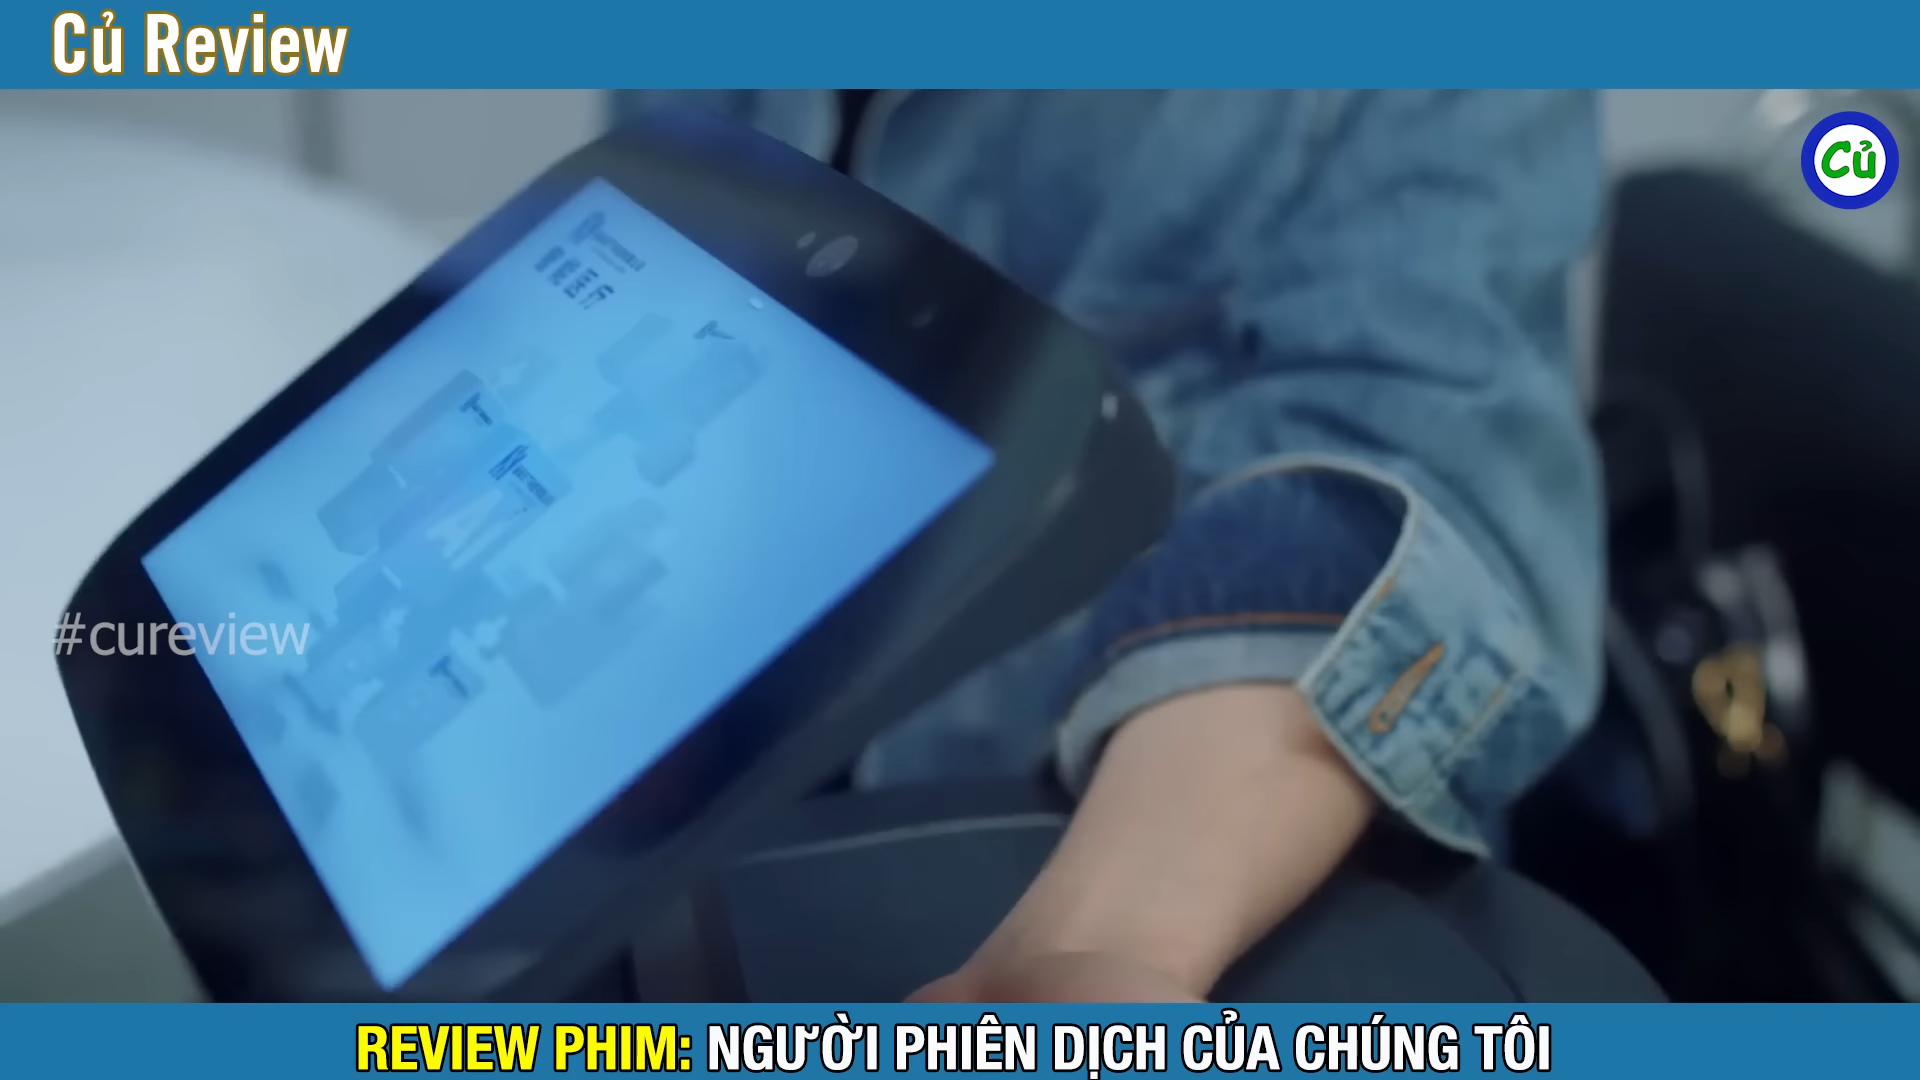 Củ Review
Củ
#cureview
REVIEW PHIM: NGƯỜI PHIÊN DỊCH CỦA CHÚNG TÔI